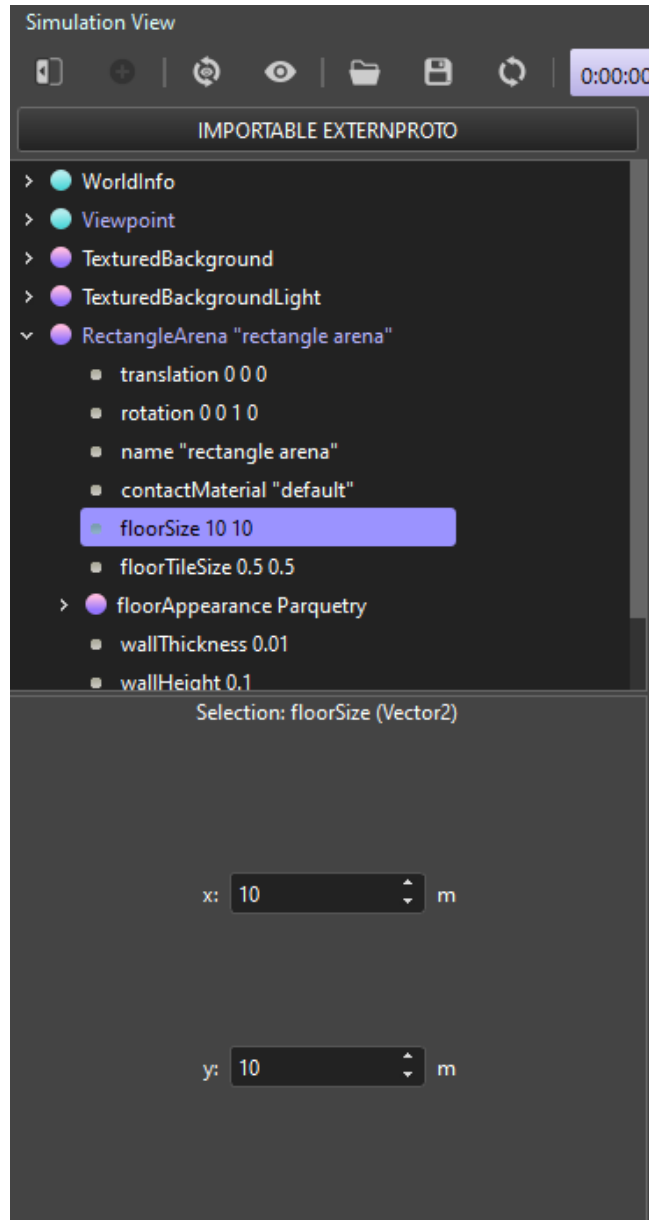 Simulation View
0:00:00
IMPORTABLE EXTERNPROTO
WorldInfo
Viewpoint
TexturedBackground
TexturedBackgroundLight
RectangleArena "rectangle arena"
translation 0 0 0
rotation 0 0 1 0
name "rectangle arena"
contactMaterial "default"
floorSize 10 10
floorTileSize 0.5 0.5
floorAppearance Parquetry
wallThickness 0.01
wallHeight 0.1
Selection: floorSize (Vector2)
x: 10 m
y: 10 m